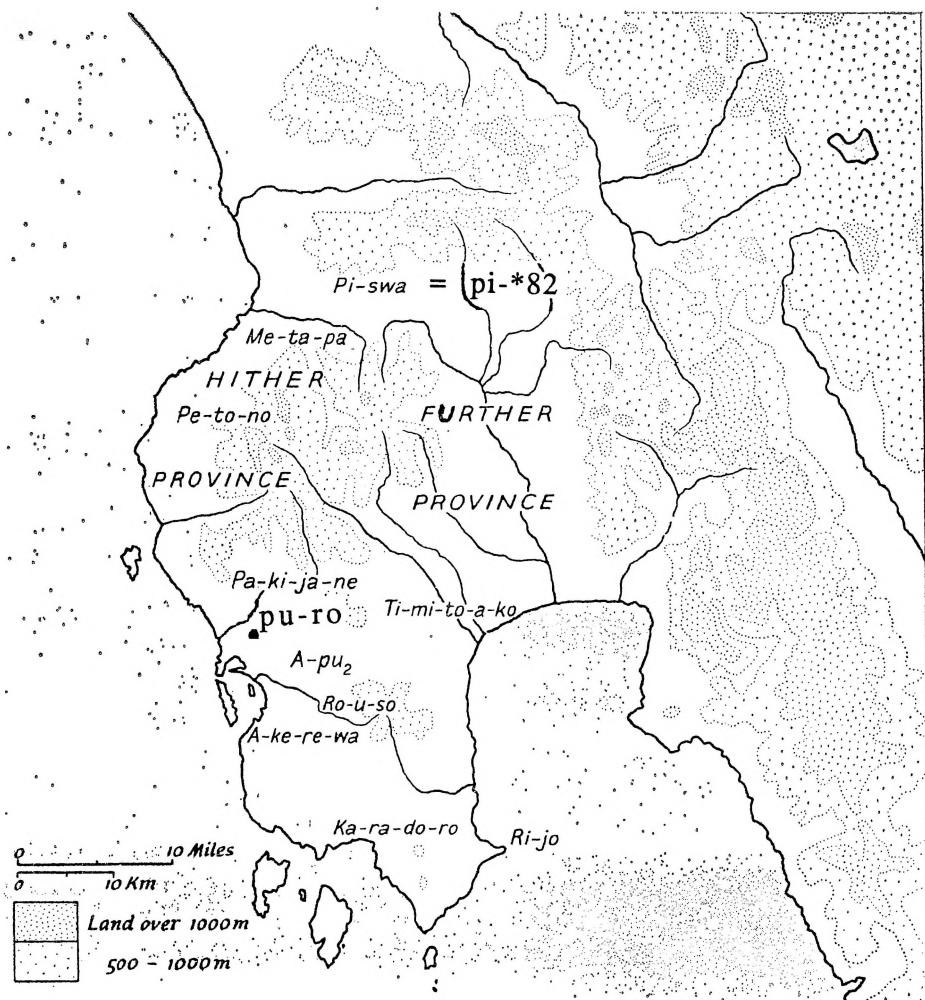 Pi-swa = pi-*82
Me-ta-pa
HITHER
Pe-to-no
FURTHER
PROVINCE
PROVINCE
Pa-ki-ja-ne
Ti-mi-to-a-ko
pu-ro
A-pu₂
Ro-u-so
A-ke-re-wa
Ka-ra-do-ro
Ri-jo
0 10 Miles
0 10 Km
Land over 1000m
500 - 1000m